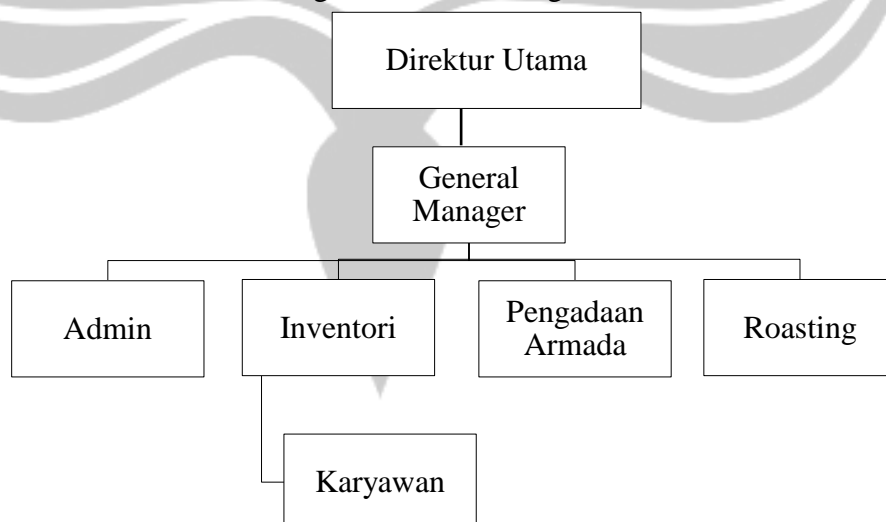 Direktur Utama
General
Manager
Admin
Inventori
Pengadaan
Armada
Roasting
Karyawan